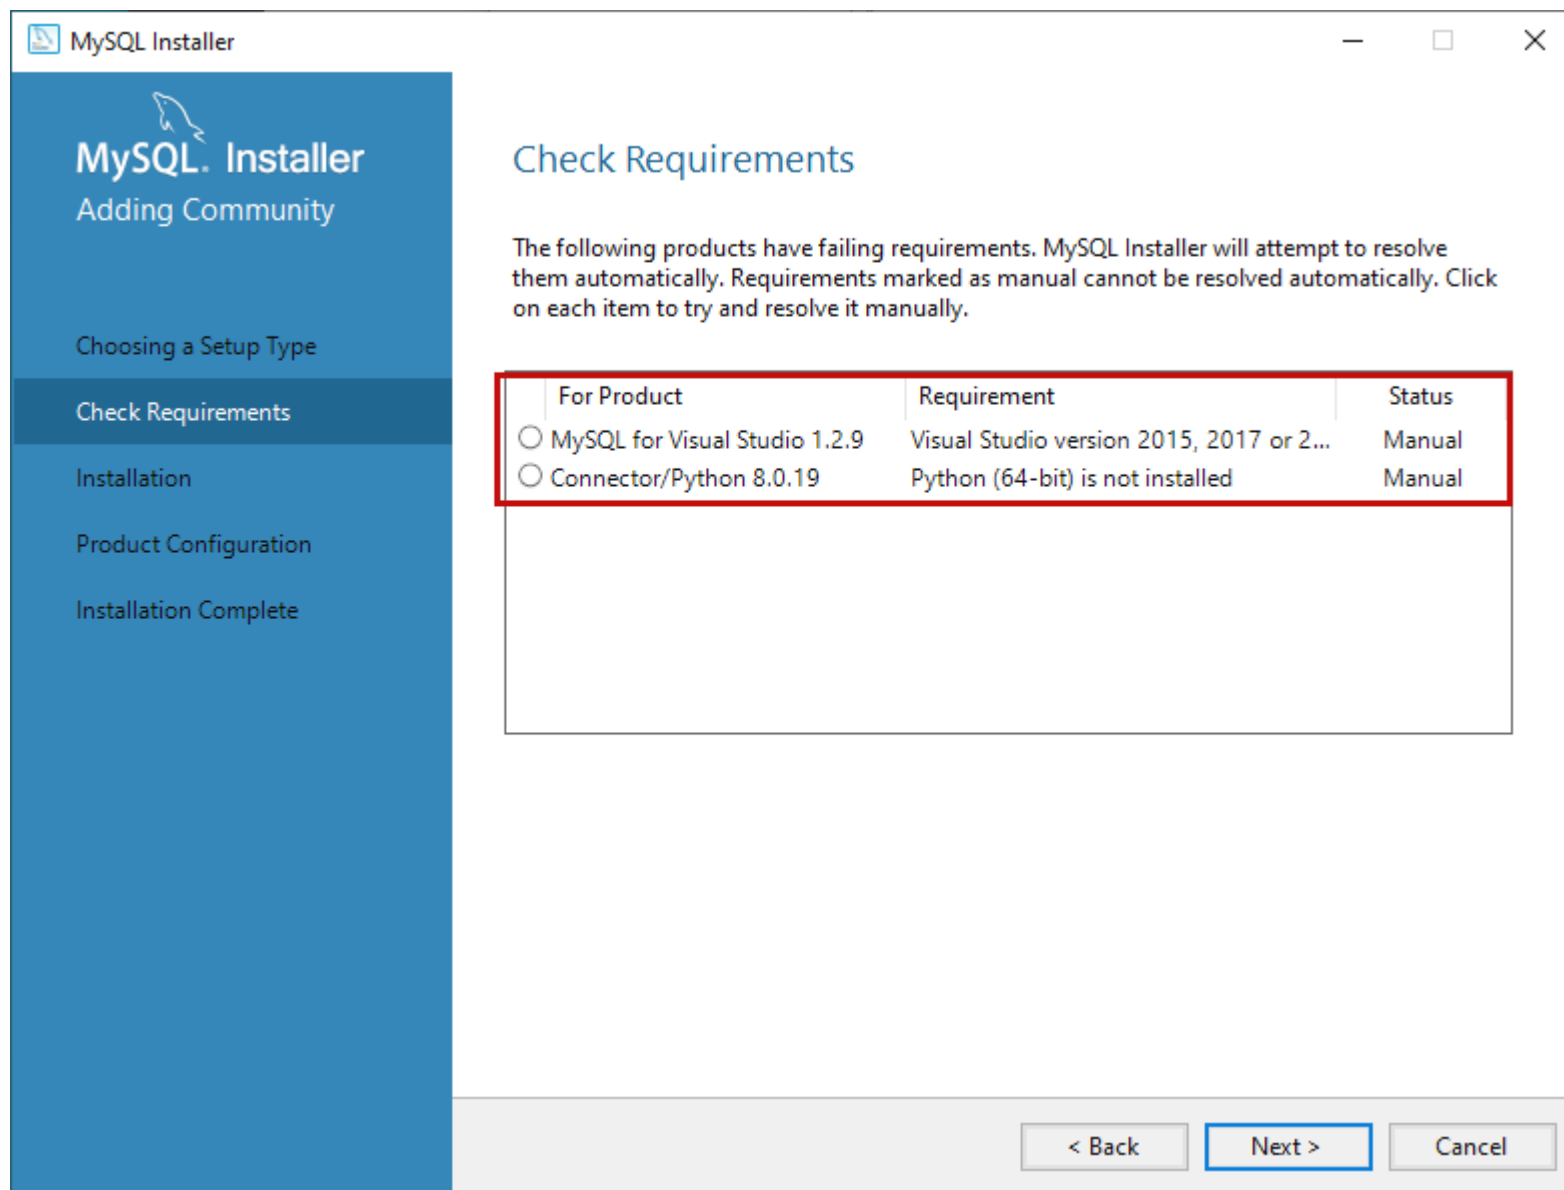 MySQL Installer
MySQL. Installer
Adding Community
Choosing a Setup Type
Check Requirements
Installation
Product Configuration
Installation Complete
Check Requirements
The following products have failing requirements. MySQL Installer will attempt to resolve
them automatically. Requirements marked as manual cannot be resolved automatically. Click
on each item to try and resolve it manually.
For Product Requirement Status
MySQL for Visual Studio 1.2.9 Visual Studio version 2015, 2017 or 2... Manual
Connector/Python 8.0.19 Python (64-bit) is not installed Manual
< Back Next > Cancel